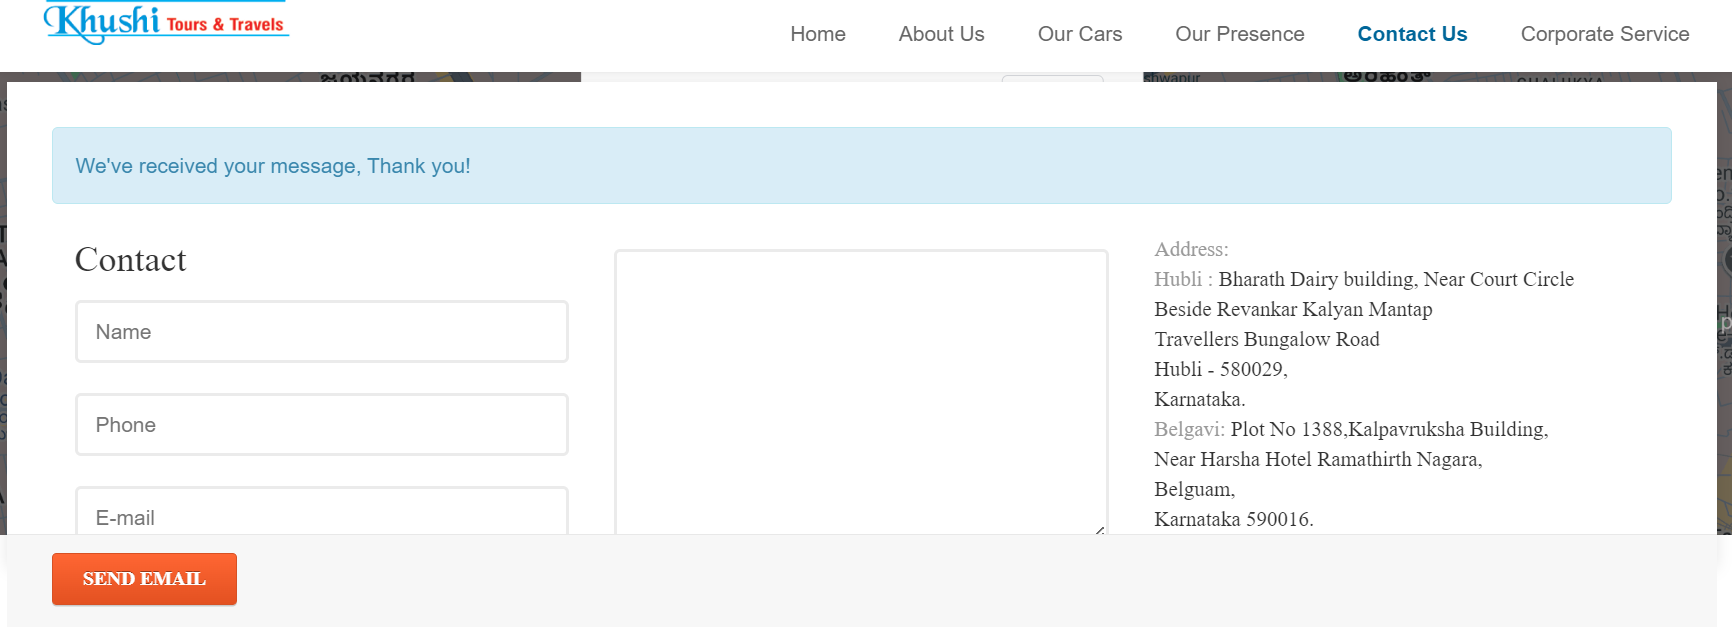 Khushi Tours & Travels
Home About Us Our Cars Our Presence Contact Us Corporate Service
shwapur
We've received your message, Thank you!
Contact
Name
Phone
E-mail
Address:
Hubli : Bharath Dairy building, Near Court Circle
Beside Revankar Kalyan Mantap
Travellers Bungalow Road
Hubli - 580029,
Karnataka.
Belgavi: Plot No 1388,Kalpavruksha Building,
Near Harsha Hotel Ramathirth Nagara,
Belguam,
Karnataka 590016.
SEND EMAIL